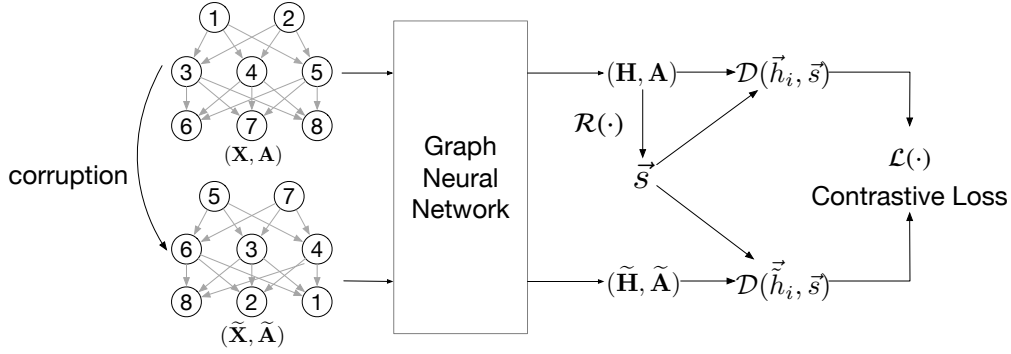 1 2
3 4 5
6 7 8
(X, A)
corruption
5 7
6 3 4
8 2 1
(X̃, Ã)
Graph
Neural
Network
(H, A)
R(·)
s⃗
(H̃, Ã)
D(h⃗ᵢ, s⃗)
D(h̃⃗ᵢ, s⃗)
L(·)
Contrastive Loss